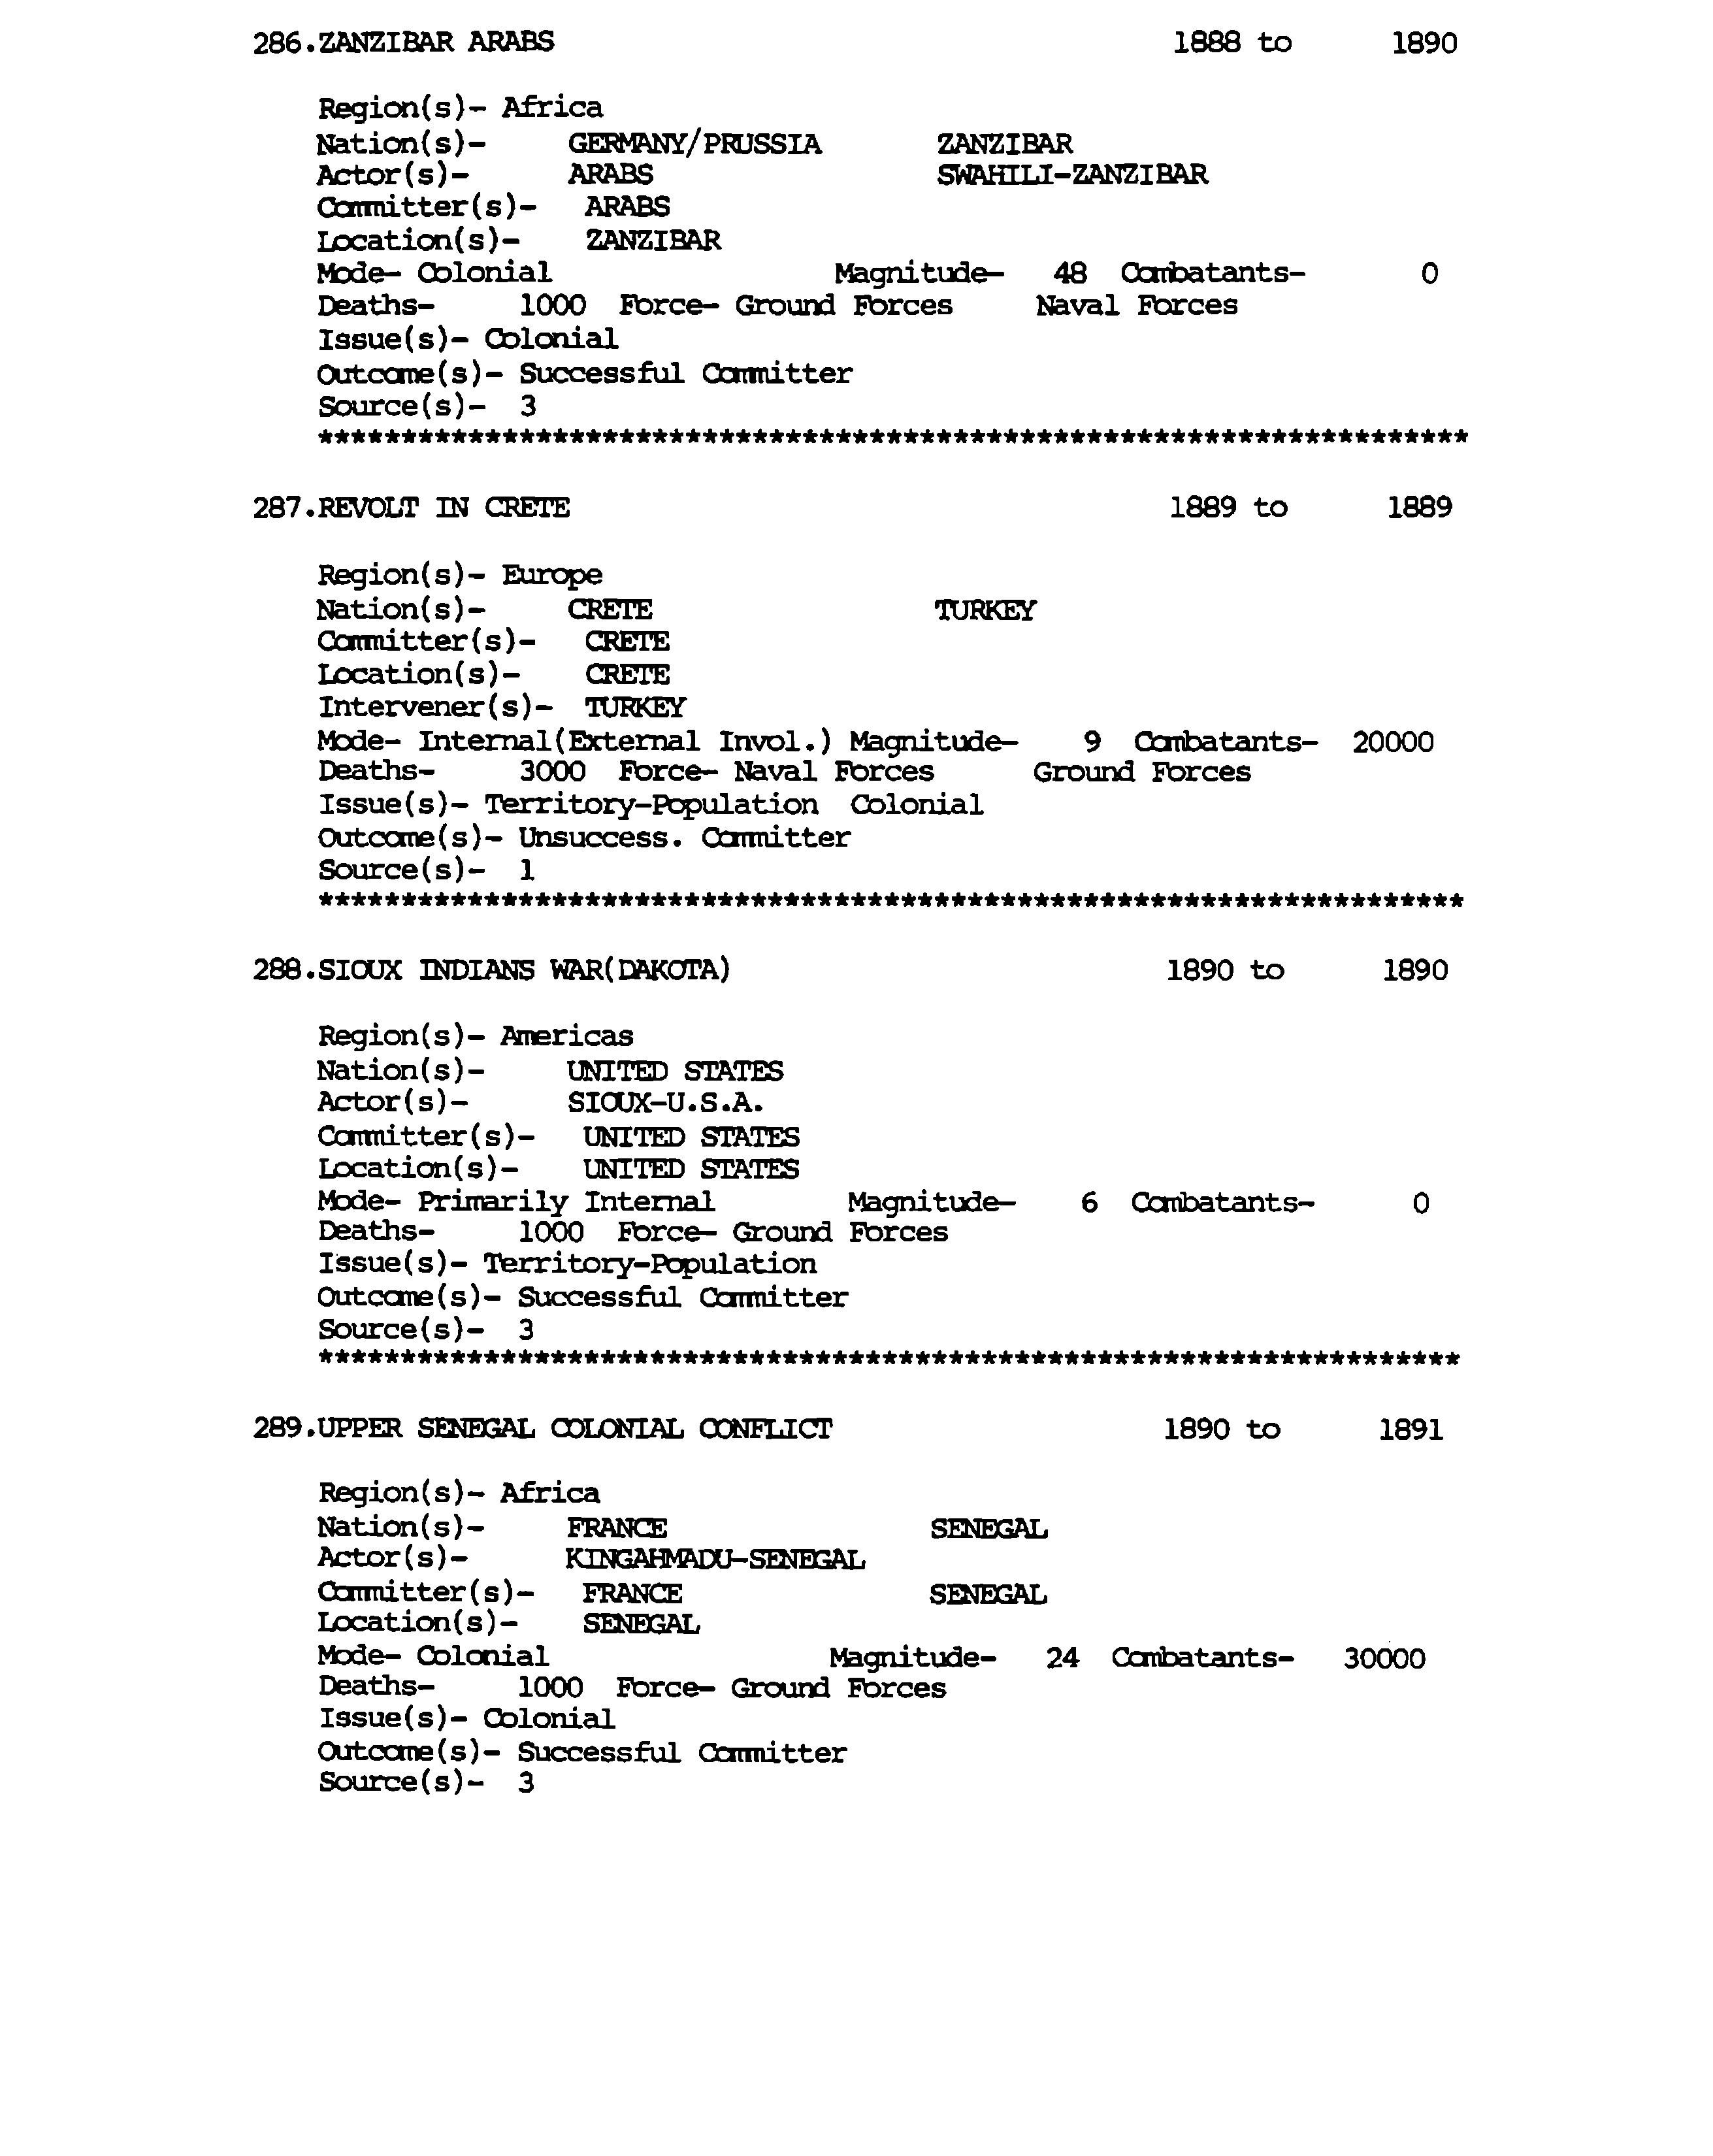 286.ZANZIBAR ARABS 1888 to 1890
Region(s)- Africa
Nation(s)- GERMANY/PRUSSIA ZANZIBAR
Actor(s)- ARABS SWAHILI-ZANZIBAR
Committer(s)- ARABS
Location(s)- ZANZIBAR
Mode- Colonial Magnitude- 48 Combatants- 0
Deaths- 1000 Force- Ground Forces Naval Forces
Issue(s)- Colonial
Outcome(s)- Successful Committer
Source(s)- 3
*********************************************************************
287.REVOLT IN CRETE 1889 to 1889
Region(s)- Europe
Nation(s)- CRETE TURKEY
Committer(s)- CRETE
Location(s)- CRETE
Intervener(s)- TURKEY
Mode- Internal(External Invol.) Magnitude- 9 Combatants- 20000
Deaths- 3000 Force- Naval Forces Ground Forces
Issue(s)- Territory-Population Colonial
Outcome(s)- Unsuccess. Committer
Source(s)- 1
*********************************************************************
288.SIOUX INDIANS WAR(DAKOTA) 1890 to 1890
Region(s)- Americas
Nation(s)- UNITED STATES
Actor(s)- SIOUX-U.S.A.
Committer(s)- UNITED STATES
Location(s)- UNITED STATES
Mode- Primarily Internal Magnitude- 6 Combatants- 0
Deaths- 1000 Force- Ground Forces
Issue(s)- Territory-Population
Outcome(s)- Successful Committer
Source(s)- 3
*********************************************************************
289.UPPER SENEGAL COLONIAL CONFLICT 1890 to 1891
Region(s)- Africa
Nation(s)- FRANCE SENEGAL
Actor(s)- KINGAHMADU-SENEGAL
Committer(s)- FRANCE SENEGAL
Location(s)- SENEGAL
Mode- Colonial Magnitude- 24 Combatants- 30000
Deaths- 1000 Force- Ground Forces
Issue(s)- Colonial
Outcome(s)- Successful Committer
Source(s)- 3